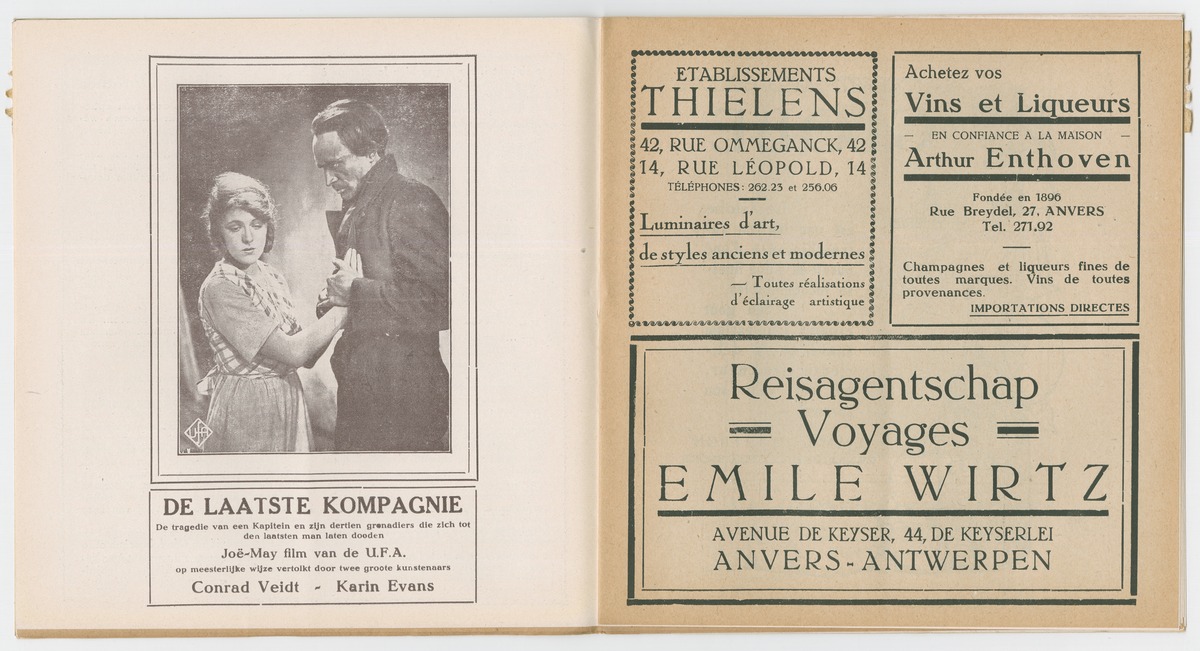 UFA
DE LAATSTE KOMPAGNIE
De tragedie van een Kapitein en zijn dertien grenadiers die zich tot
den laatsten man laten dooden
Joë-May film van de U.F.A.
op meesterlijke wijze vertolkt door twee groote kunstenaars
Conrad Veidt - Karin Evans
ETABLISSEMENTS
THIELENS
42, RUE OMMEGANCK, 42
14, RUE LÉOPOLD, 14
TÉLÉPHONES: 262.23 et 256.06
Luminaires d'art,
de styles anciens et modernes
— Toutes réalisations
d'éclairage artistique
Achetez vos
Vins et Liqueurs
— EN CONFIANCE A LA MAISON —
Arthur Enthoven
Fondée en 1896
Rue Breydel, 27, ANVERS
Tel. 271,92
Champagnes et liqueurs fines de
toutes marques. Vins de toutes
provenances.
IMPORTATIONS DIRECTES
Reisagentschap
Voyages
EMILE WIRTZ
AVENUE DE KEYSER, 44, DE KEYSERLEI
ANVERS - ANTWERPEN